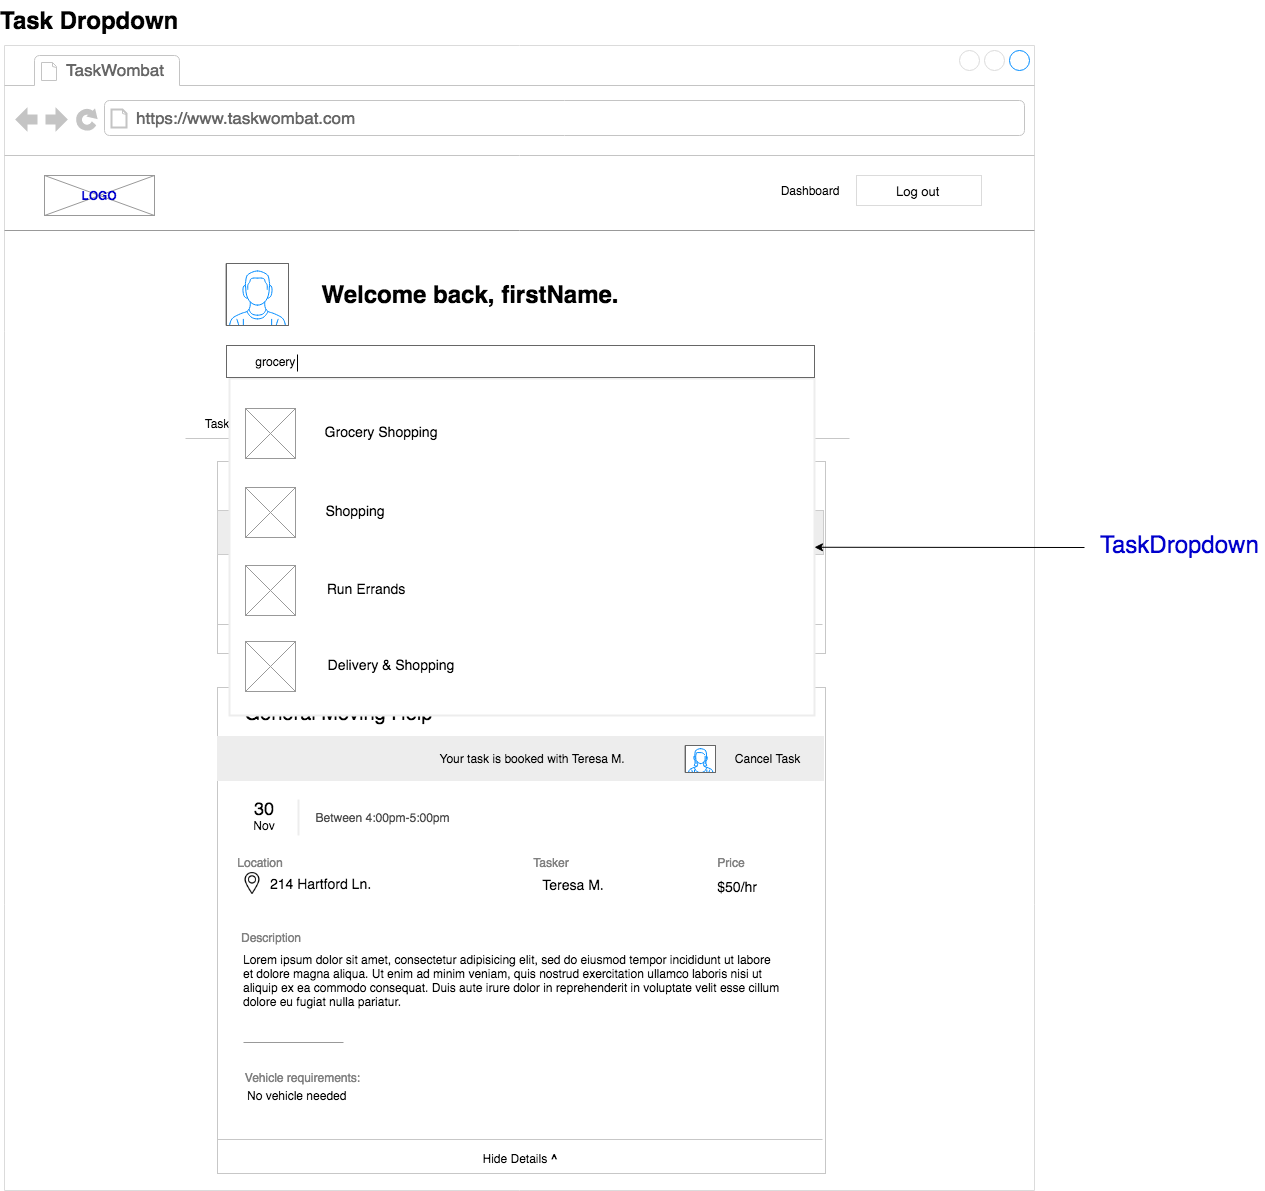 Task Dropdown
TaskWombat
https://www.taskwombat.com
LOGO
Dashboard
Log out
Welcome back, firstName.
grocery
Task
Grocery Shopping
Shopping
TaskDropdown
Run Errands
Delivery & Shopping
General Moving Help
Your task is booked with Teresa M.
Cancel Task
30
Nov
Between 4:00pm-5:00pm
Location
Tasker
Price
214 Hartford Ln.
Teresa M.
$50/hr
Description
Lorem ipsum dolor sit amet, consectetur adipisicing elit, sed do eiusmod tempor incididunt ut labore
et dolore magna aliqua. Ut enim ad minim veniam, quis nostrud exercitation ullamco laboris nisi ut
aliquip ex ea commodo consequat. Duis aute irure dolor in reprehenderit in voluptate velit esse cillum
dolore eu fugiat nulla pariatur.
Vehicle requirements:
No vehicle needed
Hide Details ^